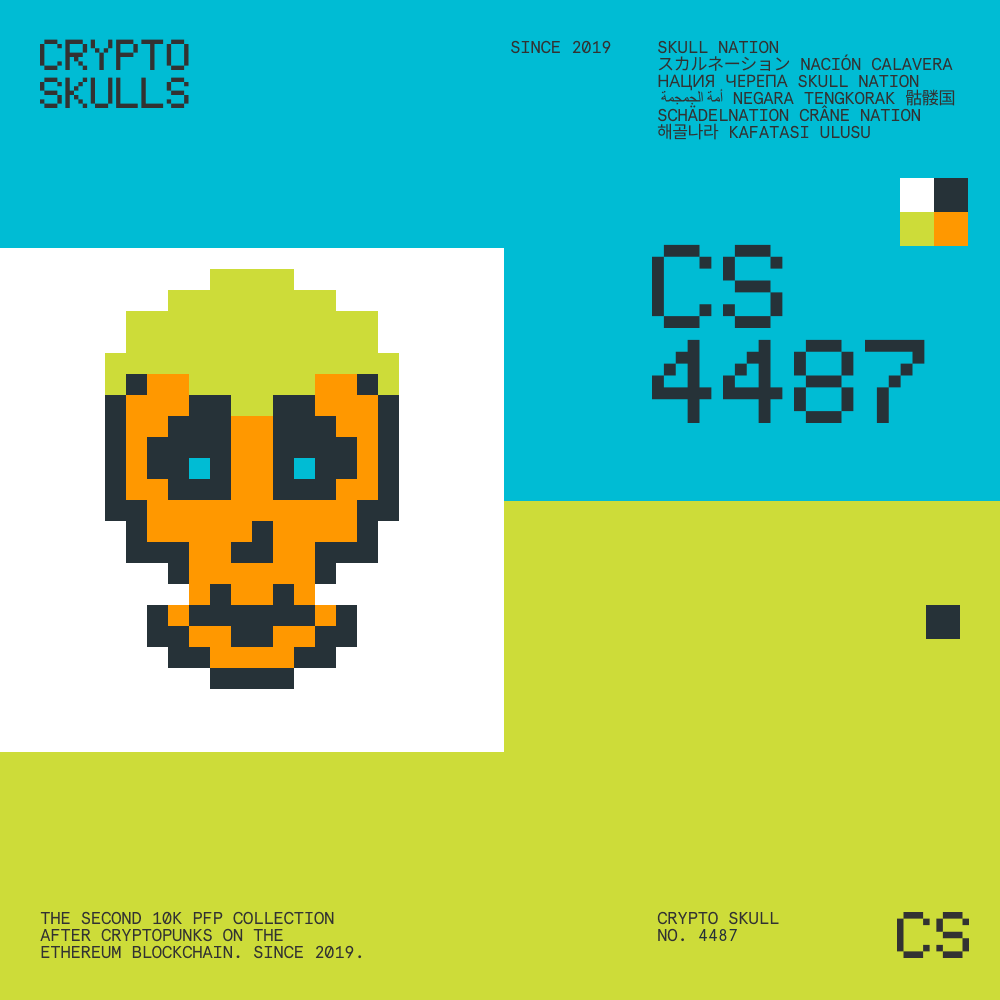 CRYPTO
SKULLS
SINCE 2019
SKULL NATION
スカルネーション NACIÓN CALAVERA
НАЦИЯ ЧЕРЕПА SKULL NATION
أمة الجمجمة NEGARA TENGKORAK 骷髅国
SCHÄDELNATION CRÂNE NATION
해골나라 KAFATASI ULUSU
CS
4487
THE SECOND 10K PFP COLLECTION
AFTER CRYPTOPUNKS ON THE
ETHEREUM BLOCKCHAIN. SINCE 2019.
CRYPTO SKULL
NO. 4487
CS